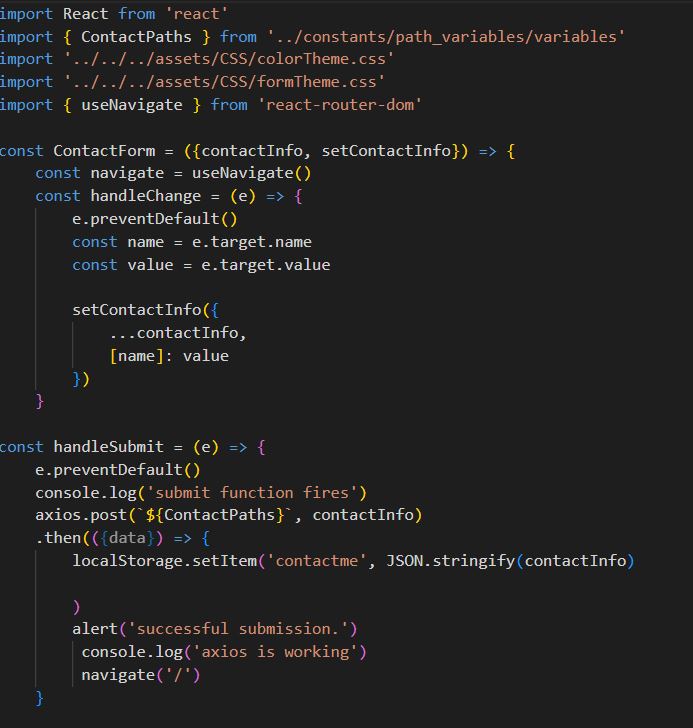 import React from 'react'
import { ContactPaths } from '../constants/path_variables/variables'
import '../../../assets/CSS/colorTheme.css'
import '../../../assets/CSS/formTheme.css'
import { useNavigate } from 'react-router-dom'

const ContactForm = ({contactInfo, setContactInfo}) => {
    const navigate = useNavigate()
    const handleChange = (e) => {
        e.preventDefault()
        const name = e.target.name
        const value = e.target.value

        setContactInfo({
            ...contactInfo,
            [name]: value
        })
    }

const handleSubmit = (e) => {
    e.preventDefault()
    console.log('submit function fires')
    axios.post(`${ContactPaths}`, contactInfo)
    .then(({data}) => {
        localStorage.setItem('contactme', JSON.stringify(contactInfo)

        )
        alert('successful submission.')
         console.log('axios is working')
         navigate('/')
    }